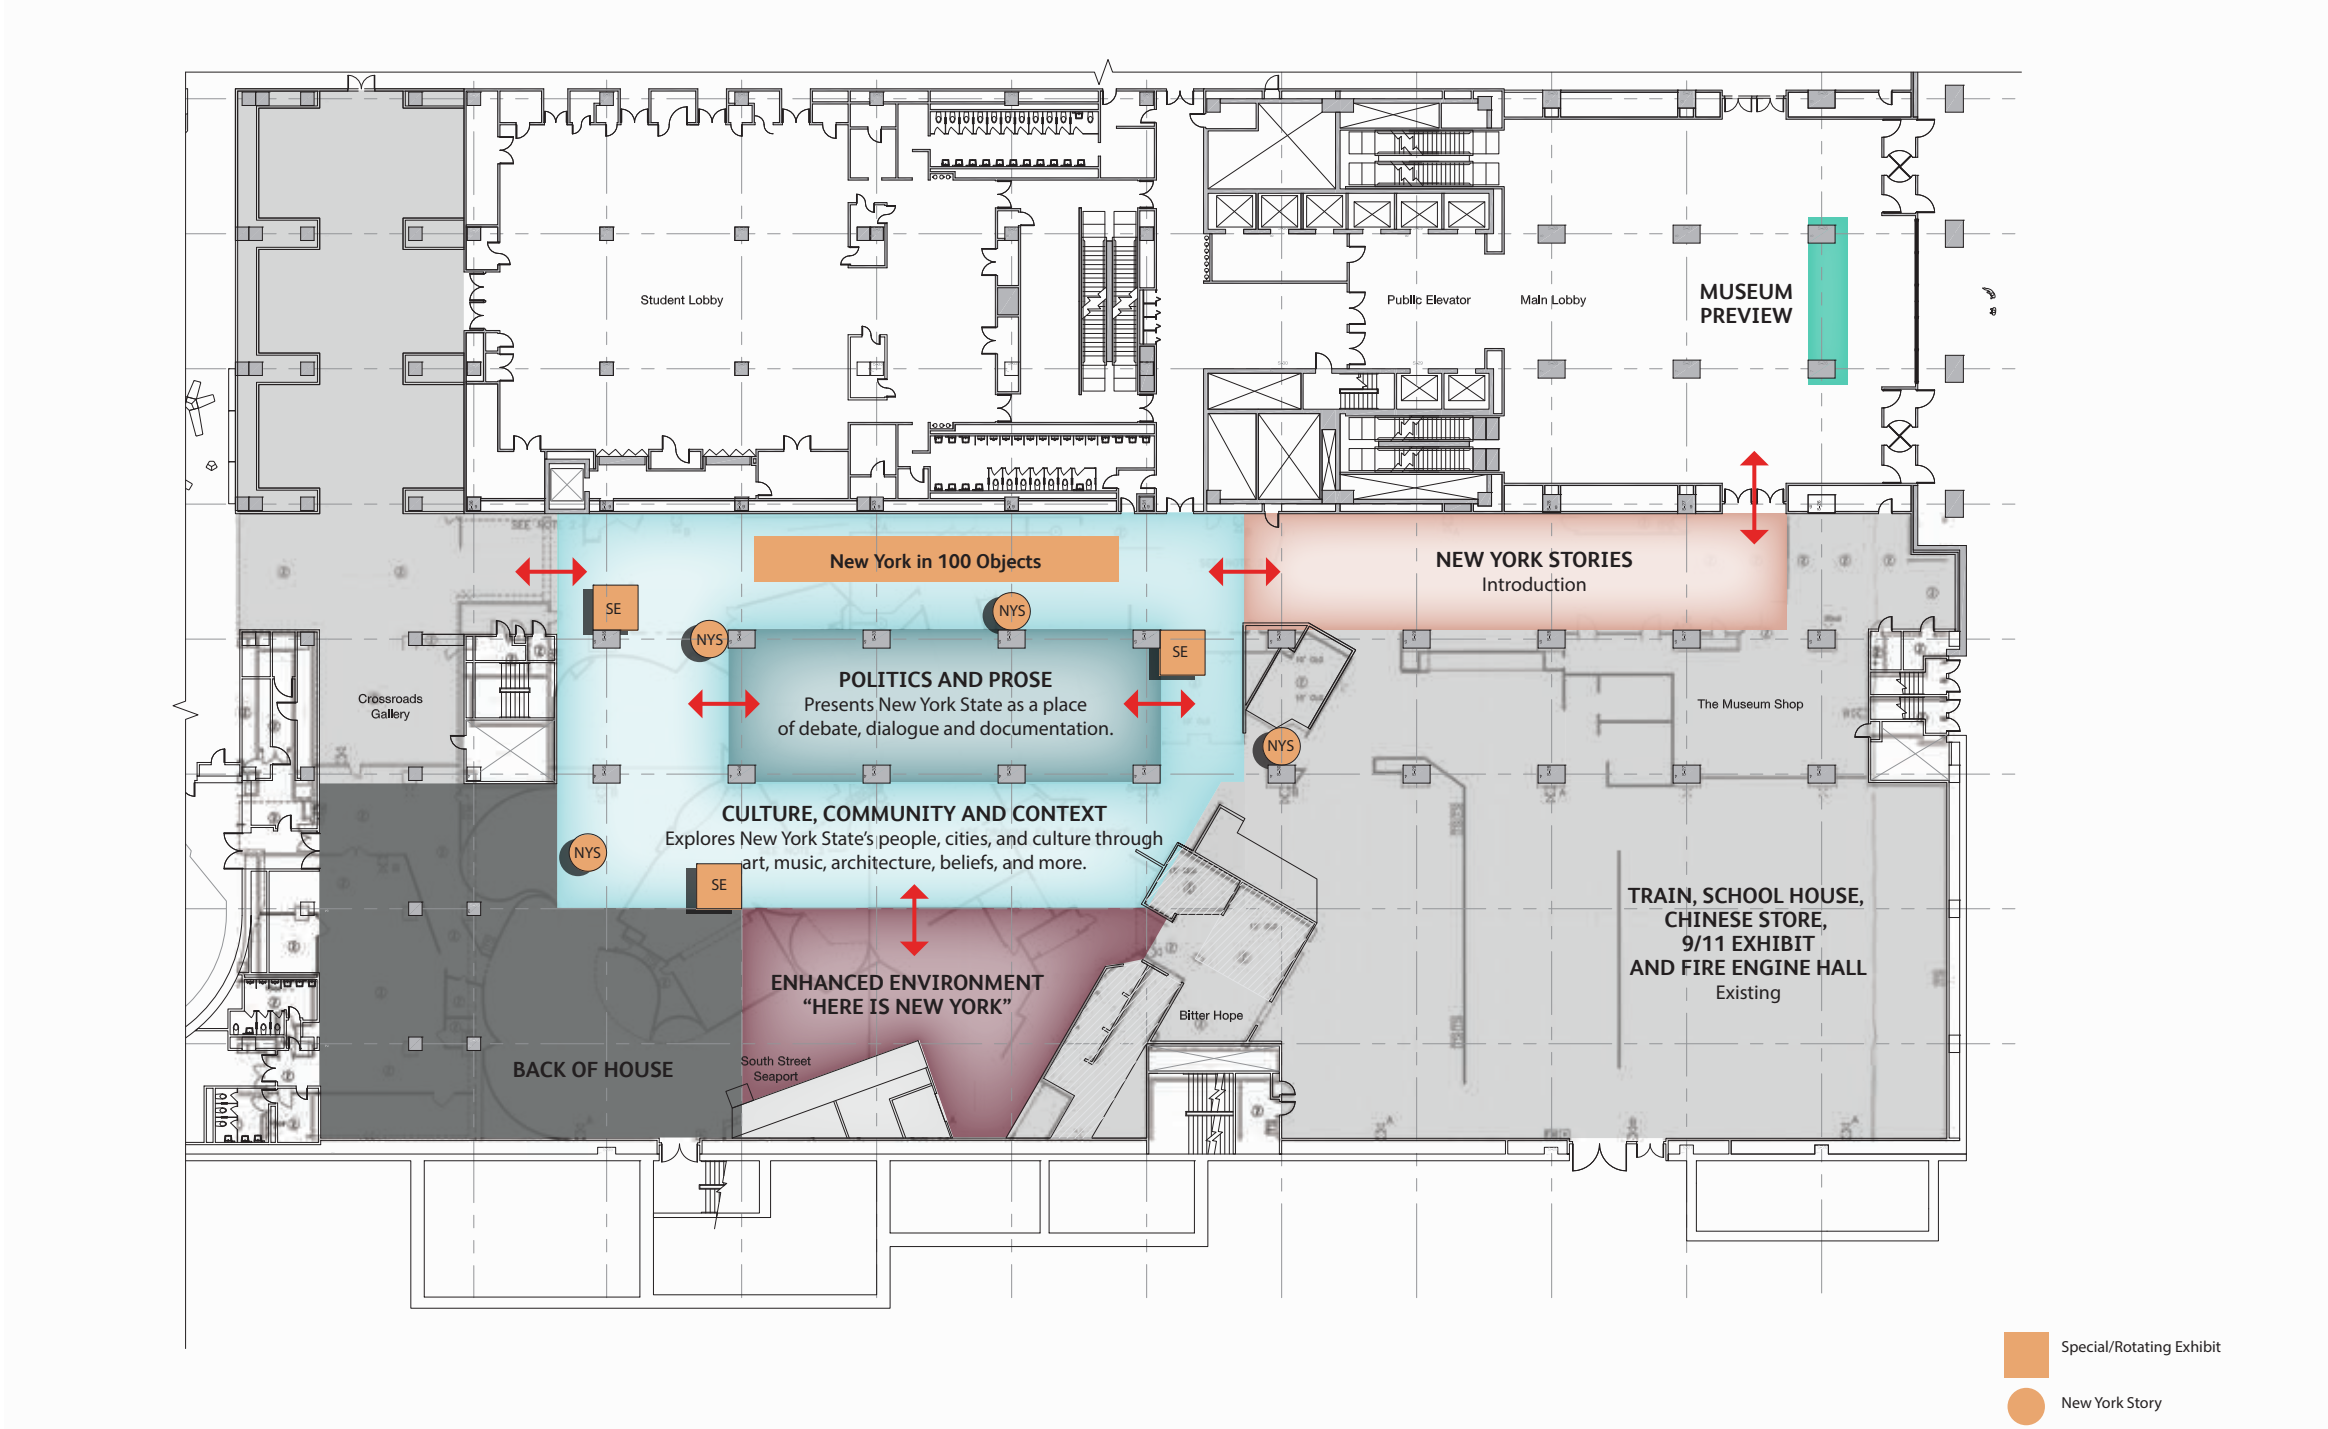 Student Lobby
Public Elevator
Main Lobby
MUSEUM
PREVIEW
New York in 100 Objects
NEW YORK STORIES
Introduction
SE
NYS
NYS
SE
POLITICS AND PROSE
Presents New York State as a place
of debate, dialogue and documentation.
Crossroads
Gallery
The Museum Shop
NYS
CULTURE, COMMUNITY AND CONTEXT
Explores New York State's people, cities, and culture through
art, music, architecture, beliefs, and more.
NYS
SE
TRAIN, SCHOOL HOUSE,
CHINESE STORE,
9/11 EXHIBIT
AND FIRE ENGINE HALL
Existing
ENHANCED ENVIRONMENT
“HERE IS NEW YORK”
Bitter Hope
South Street
Seaport
BACK OF HOUSE
Special/Rotating Exhibit
New York Story